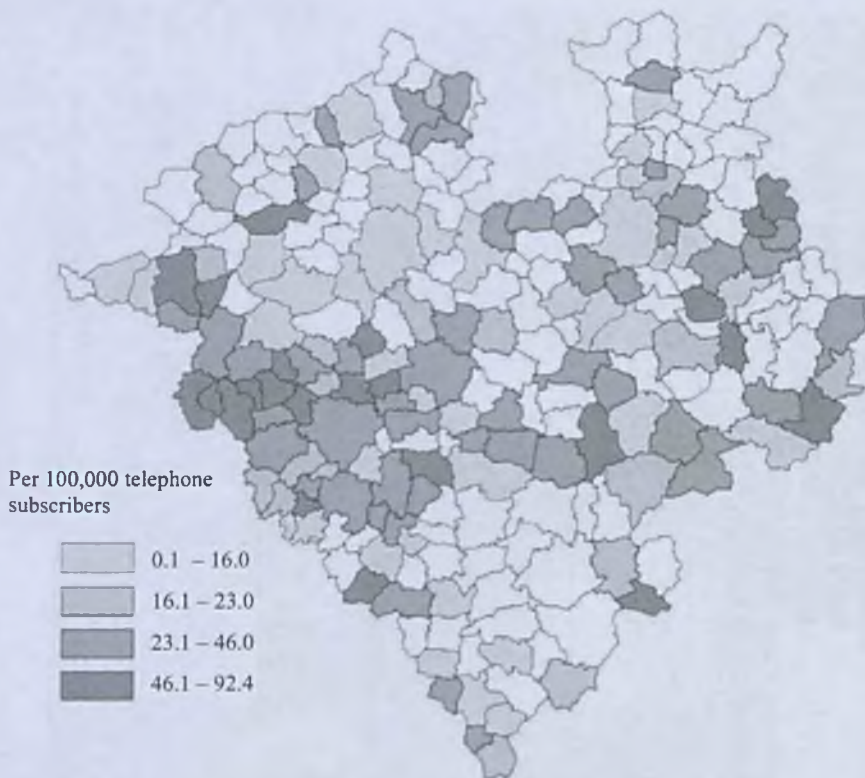 Per 100,000 telephone
subscribers
0.1 – 16.0
16.1 – 23.0
23.1 – 46.0
46.1 – 92.4